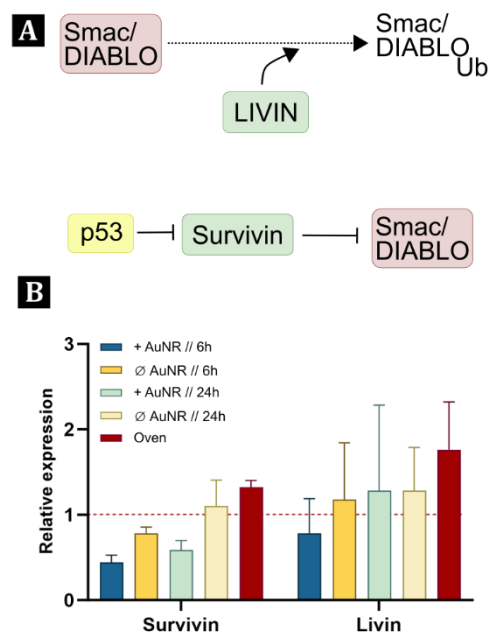 A
Smac/
DIABLO
Smac/
DIABLO
Ub
LIVIN
p53
Survivin
Smac/
DIABLO
B
3
2
1
0
Relative expression
+ AuNR // 6h
∅ AuNR // 6h
+ AuNR // 24h
∅ AuNR // 24h
Oven
Survivin
Livin